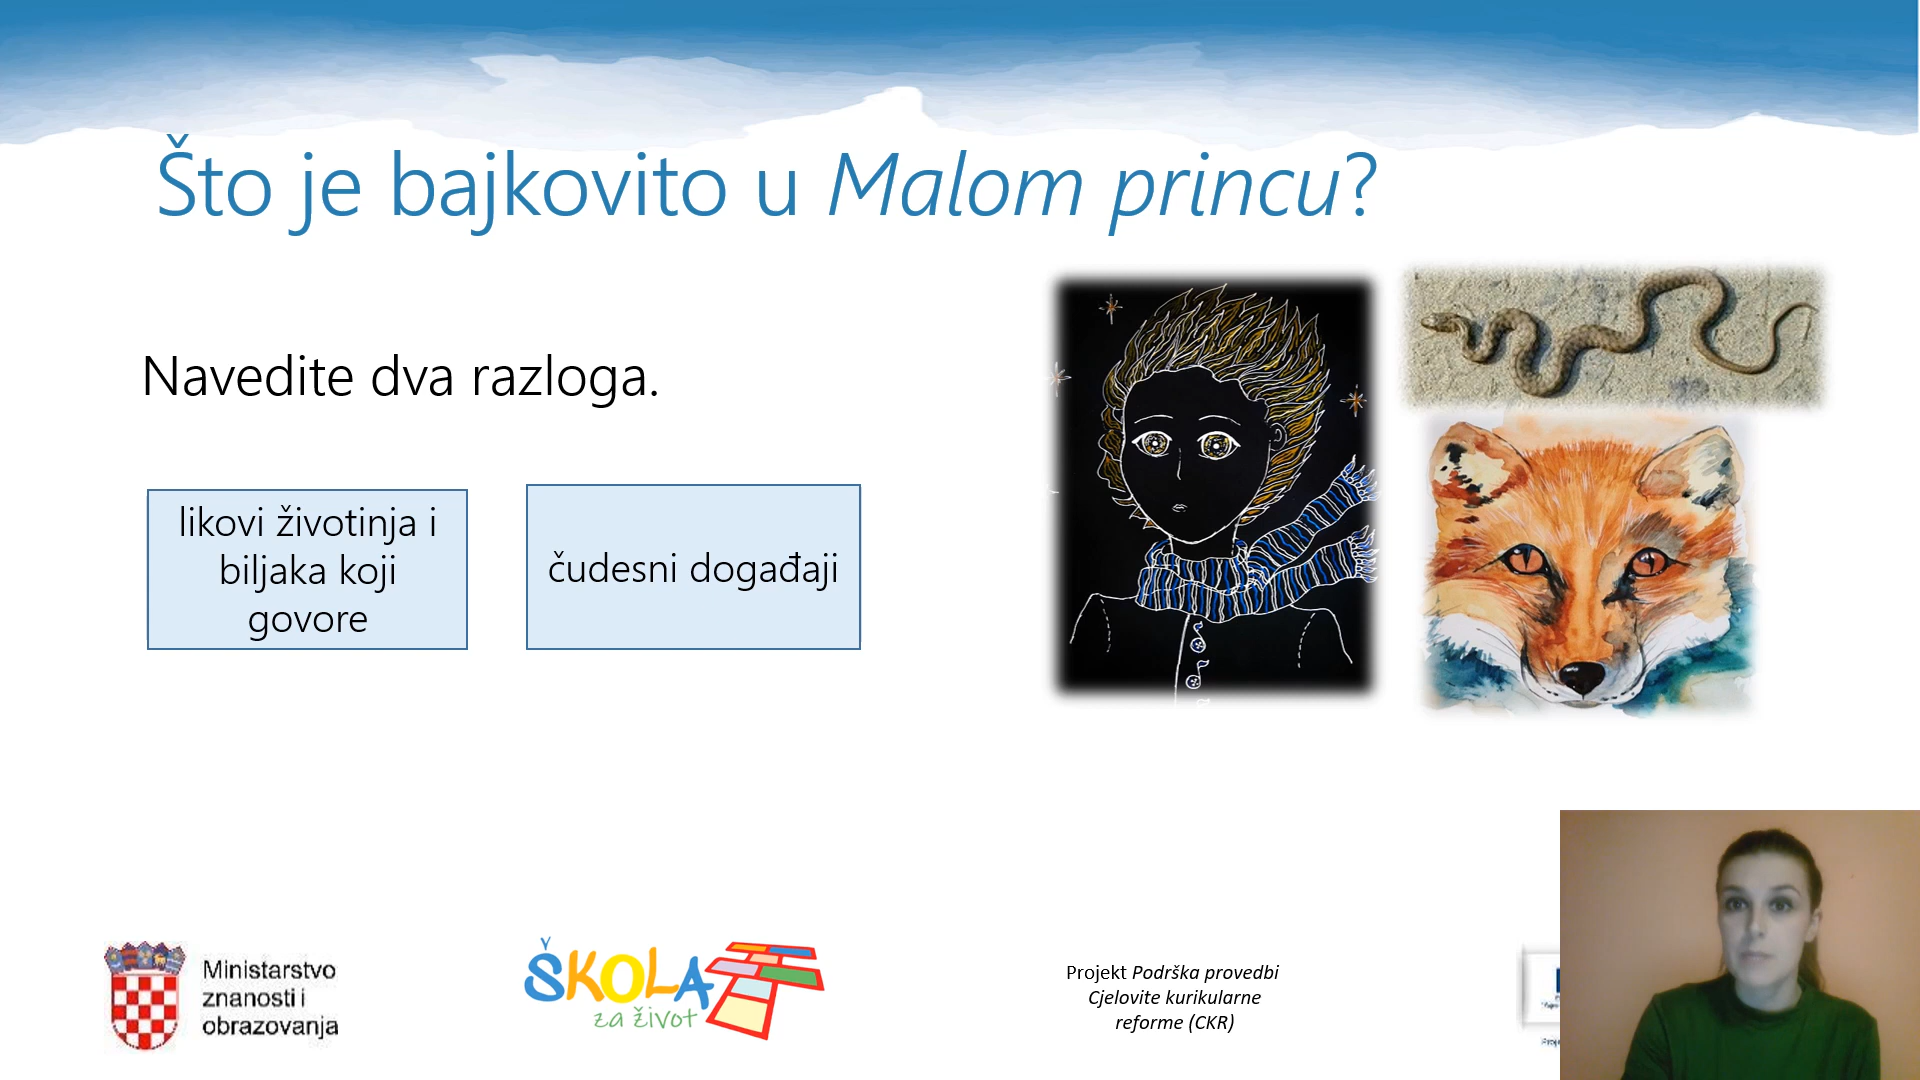 Što je bajkovito u Malom princu?
Navedite dva razloga.
likovi životinja i
biljaka koji
govore
čudesni događaji
Ministarstvo
znanosti i
obrazovanja
ŠKOLA
za život
Projekt Podrška provedbi
Cjelovite kurikularne
reforme (CKR)